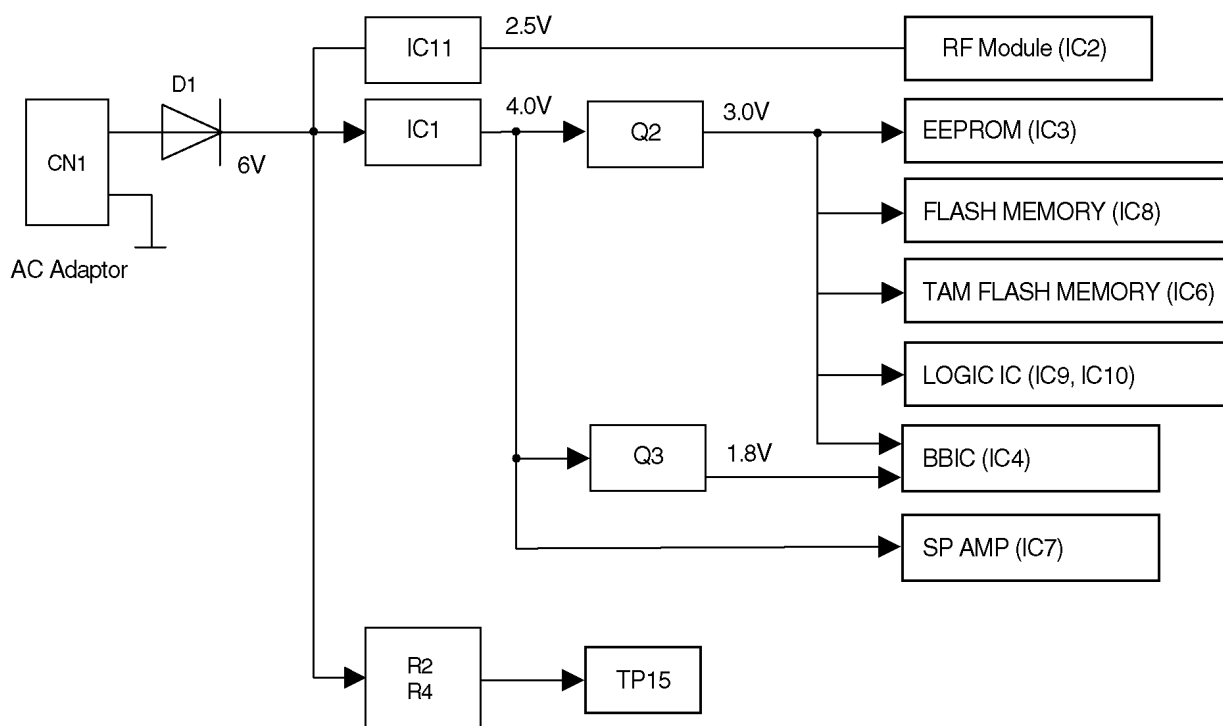 IC11
2.5V
RF Module (IC2)
D1
CN1
6V
AC Adaptor
IC1
4.0V
Q2
3.0V
EEPROM (IC3)
FLASH MEMORY (IC8)
TAM FLASH MEMORY (IC6)
LOGIC IC (IC9, IC10)
Q3
1.8V
BBIC (IC4)
SP AMP (IC7)
R2
R4
TP15